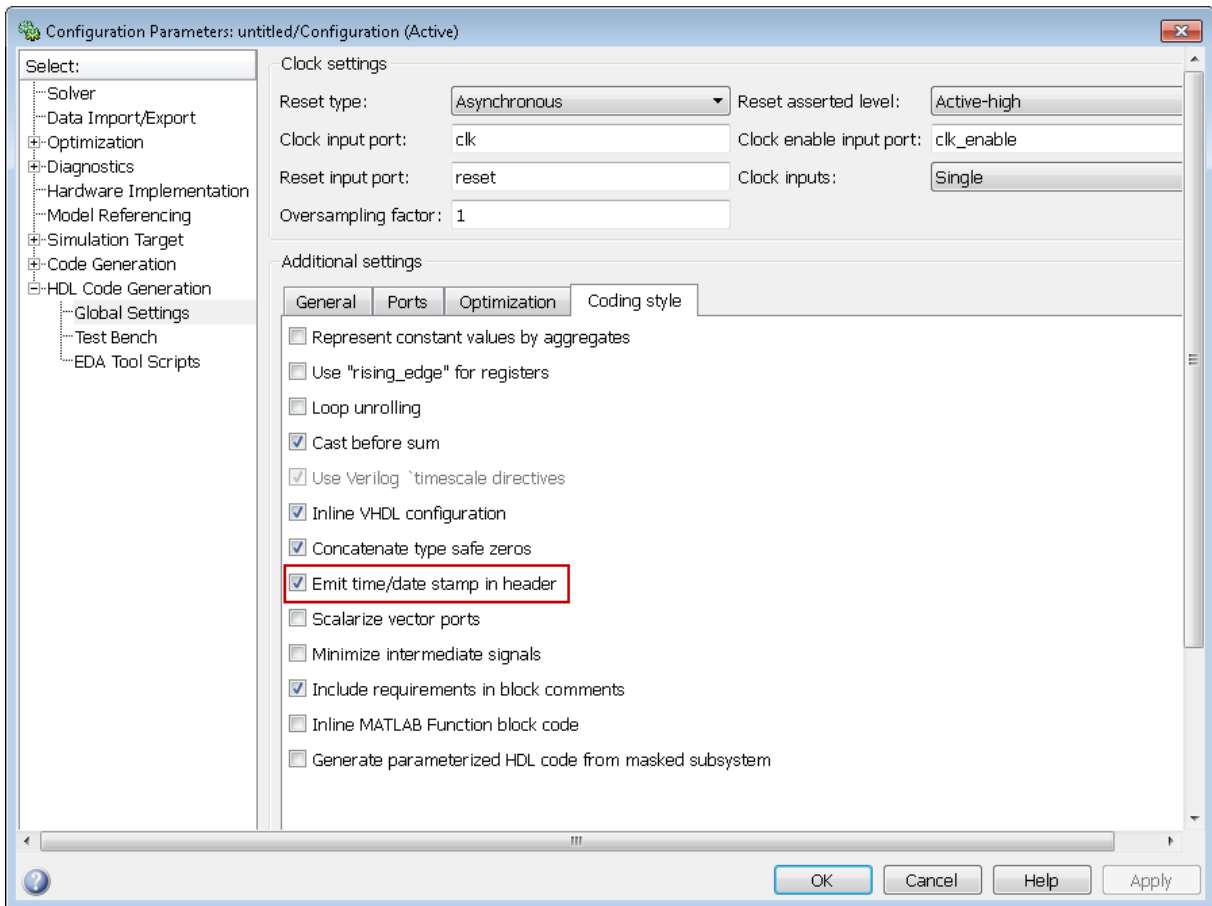 Configuration Parameters: untitled/Configuration (Active)
Select:
Solver
Data Import/Export
Optimization
Diagnostics
Hardware Implementation
Model Referencing
Simulation Target
Code Generation
HDL Code Generation
Global Settings
Test Bench
EDA Tool Scripts
Clock settings
Reset type: Asynchronous Reset asserted level: Active-high
Clock input port: clk Clock enable input port: clk_enable
Reset input port: reset Clock inputs: Single
Oversampling factor: 1
Additional settings
General Ports Optimization Coding style
Represent constant values by aggregates
Use "rising_edge" for registers
Loop unrolling
Cast before sum
Use Verilog `timescale directives
Inline VHDL configuration
Concatenate type safe zeros
Emit time/date stamp in header
Scalarize vector ports
Minimize intermediate signals
Include requirements in block comments
Inline MATLAB Function block code
Generate parameterized HDL code from masked subsystem
OK Cancel Help Apply